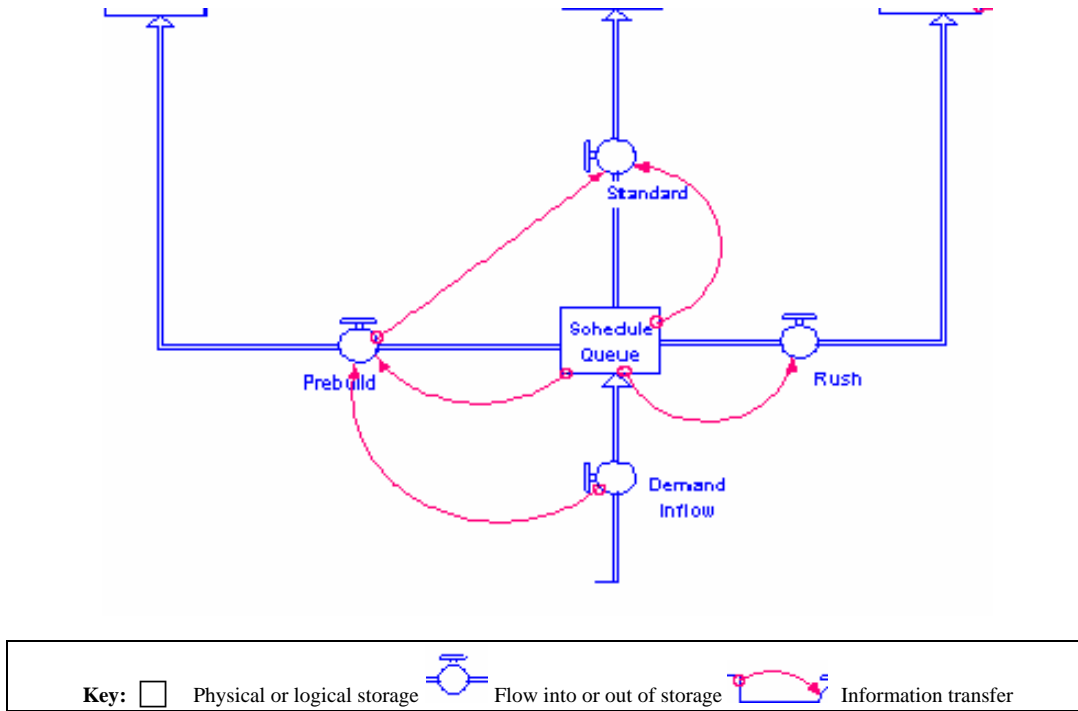 Standard
Schedule
Queue
Prebuild
Rush
Demand
Inflow
Key: Physical or logical storage Flow into or out of storage Information transfer